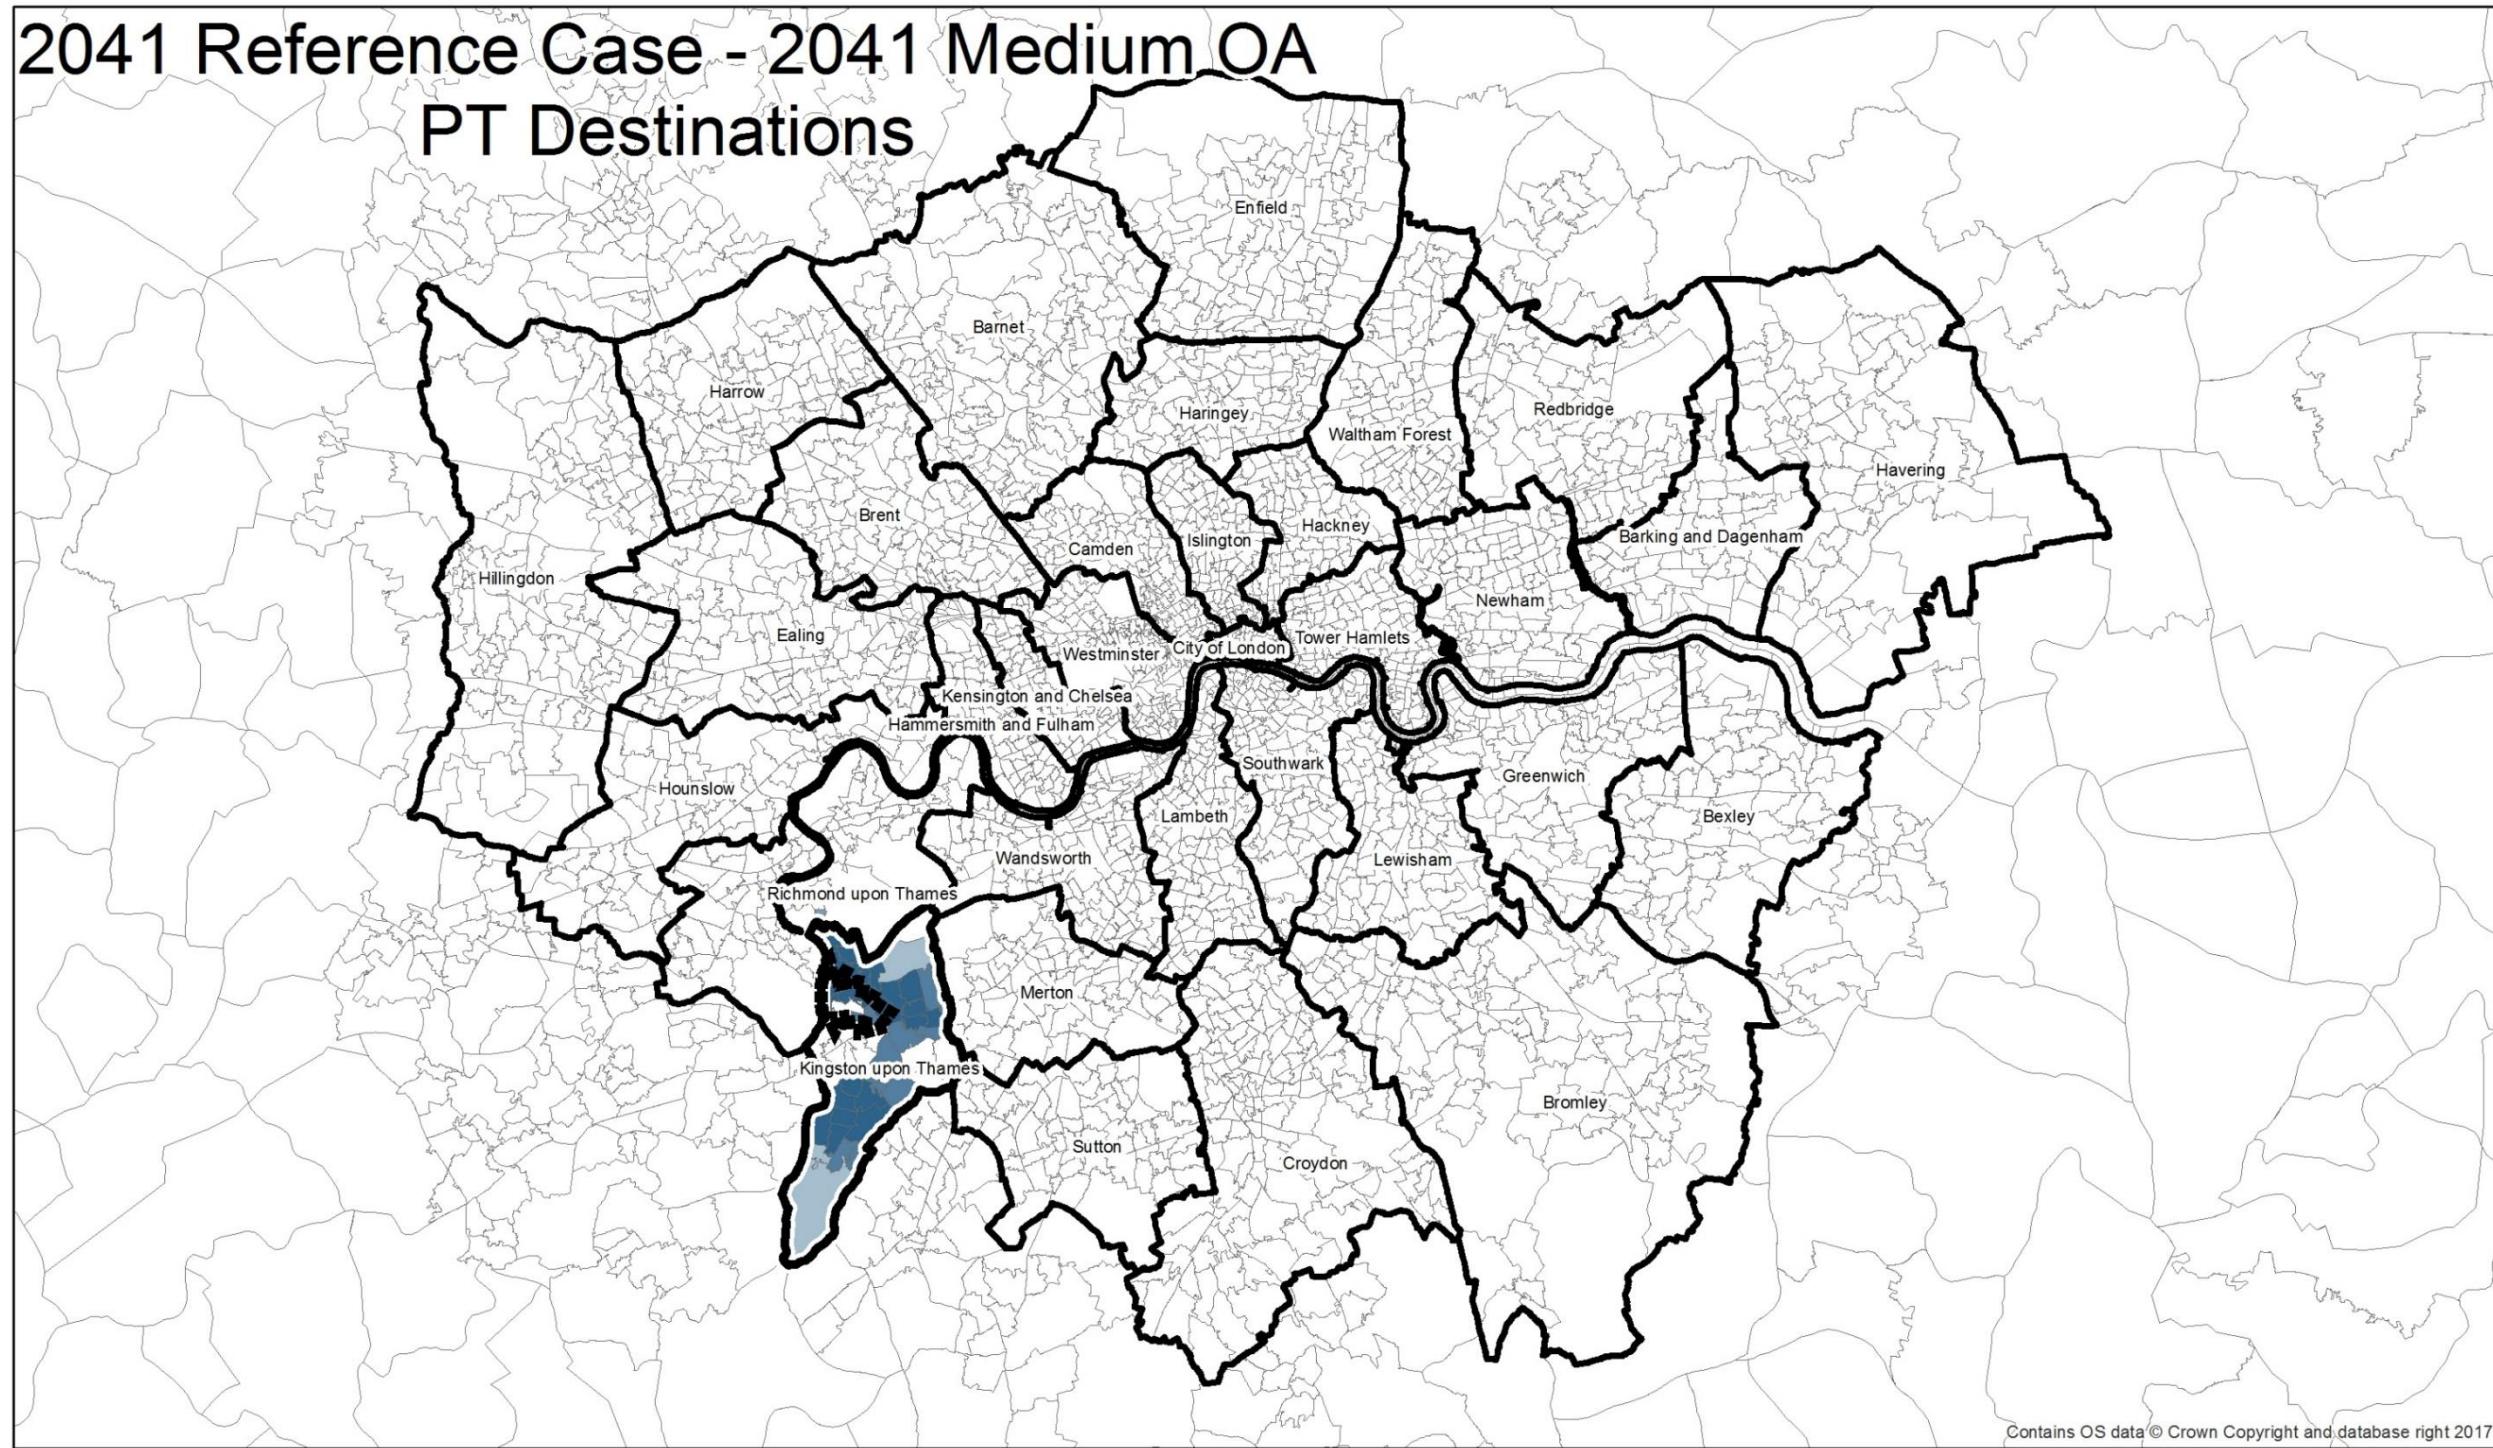 2041 Reference Case - 2041 Medium OA
PT Destinations
Enfield
Barnet
Harrow
Haringey
Redbridge
Waltham Forest
Havering
Brent
Hackney
Islington
Barking and Dagenham
Camden
Hillingdon
Newham
Ealing
Tower Hamlets
City of London
Westminster
Kensington and Chelsea
Hammersmith and Fulham
Southwark
Greenwich
Hounslow
Lambeth
Bexley
Wandsworth
Lewisham
Richmond upon Thames
Merton
Kingston upon Thames
Bromley
Sutton
Croydon
Contains OS data © Crown Copyright and database right 2017